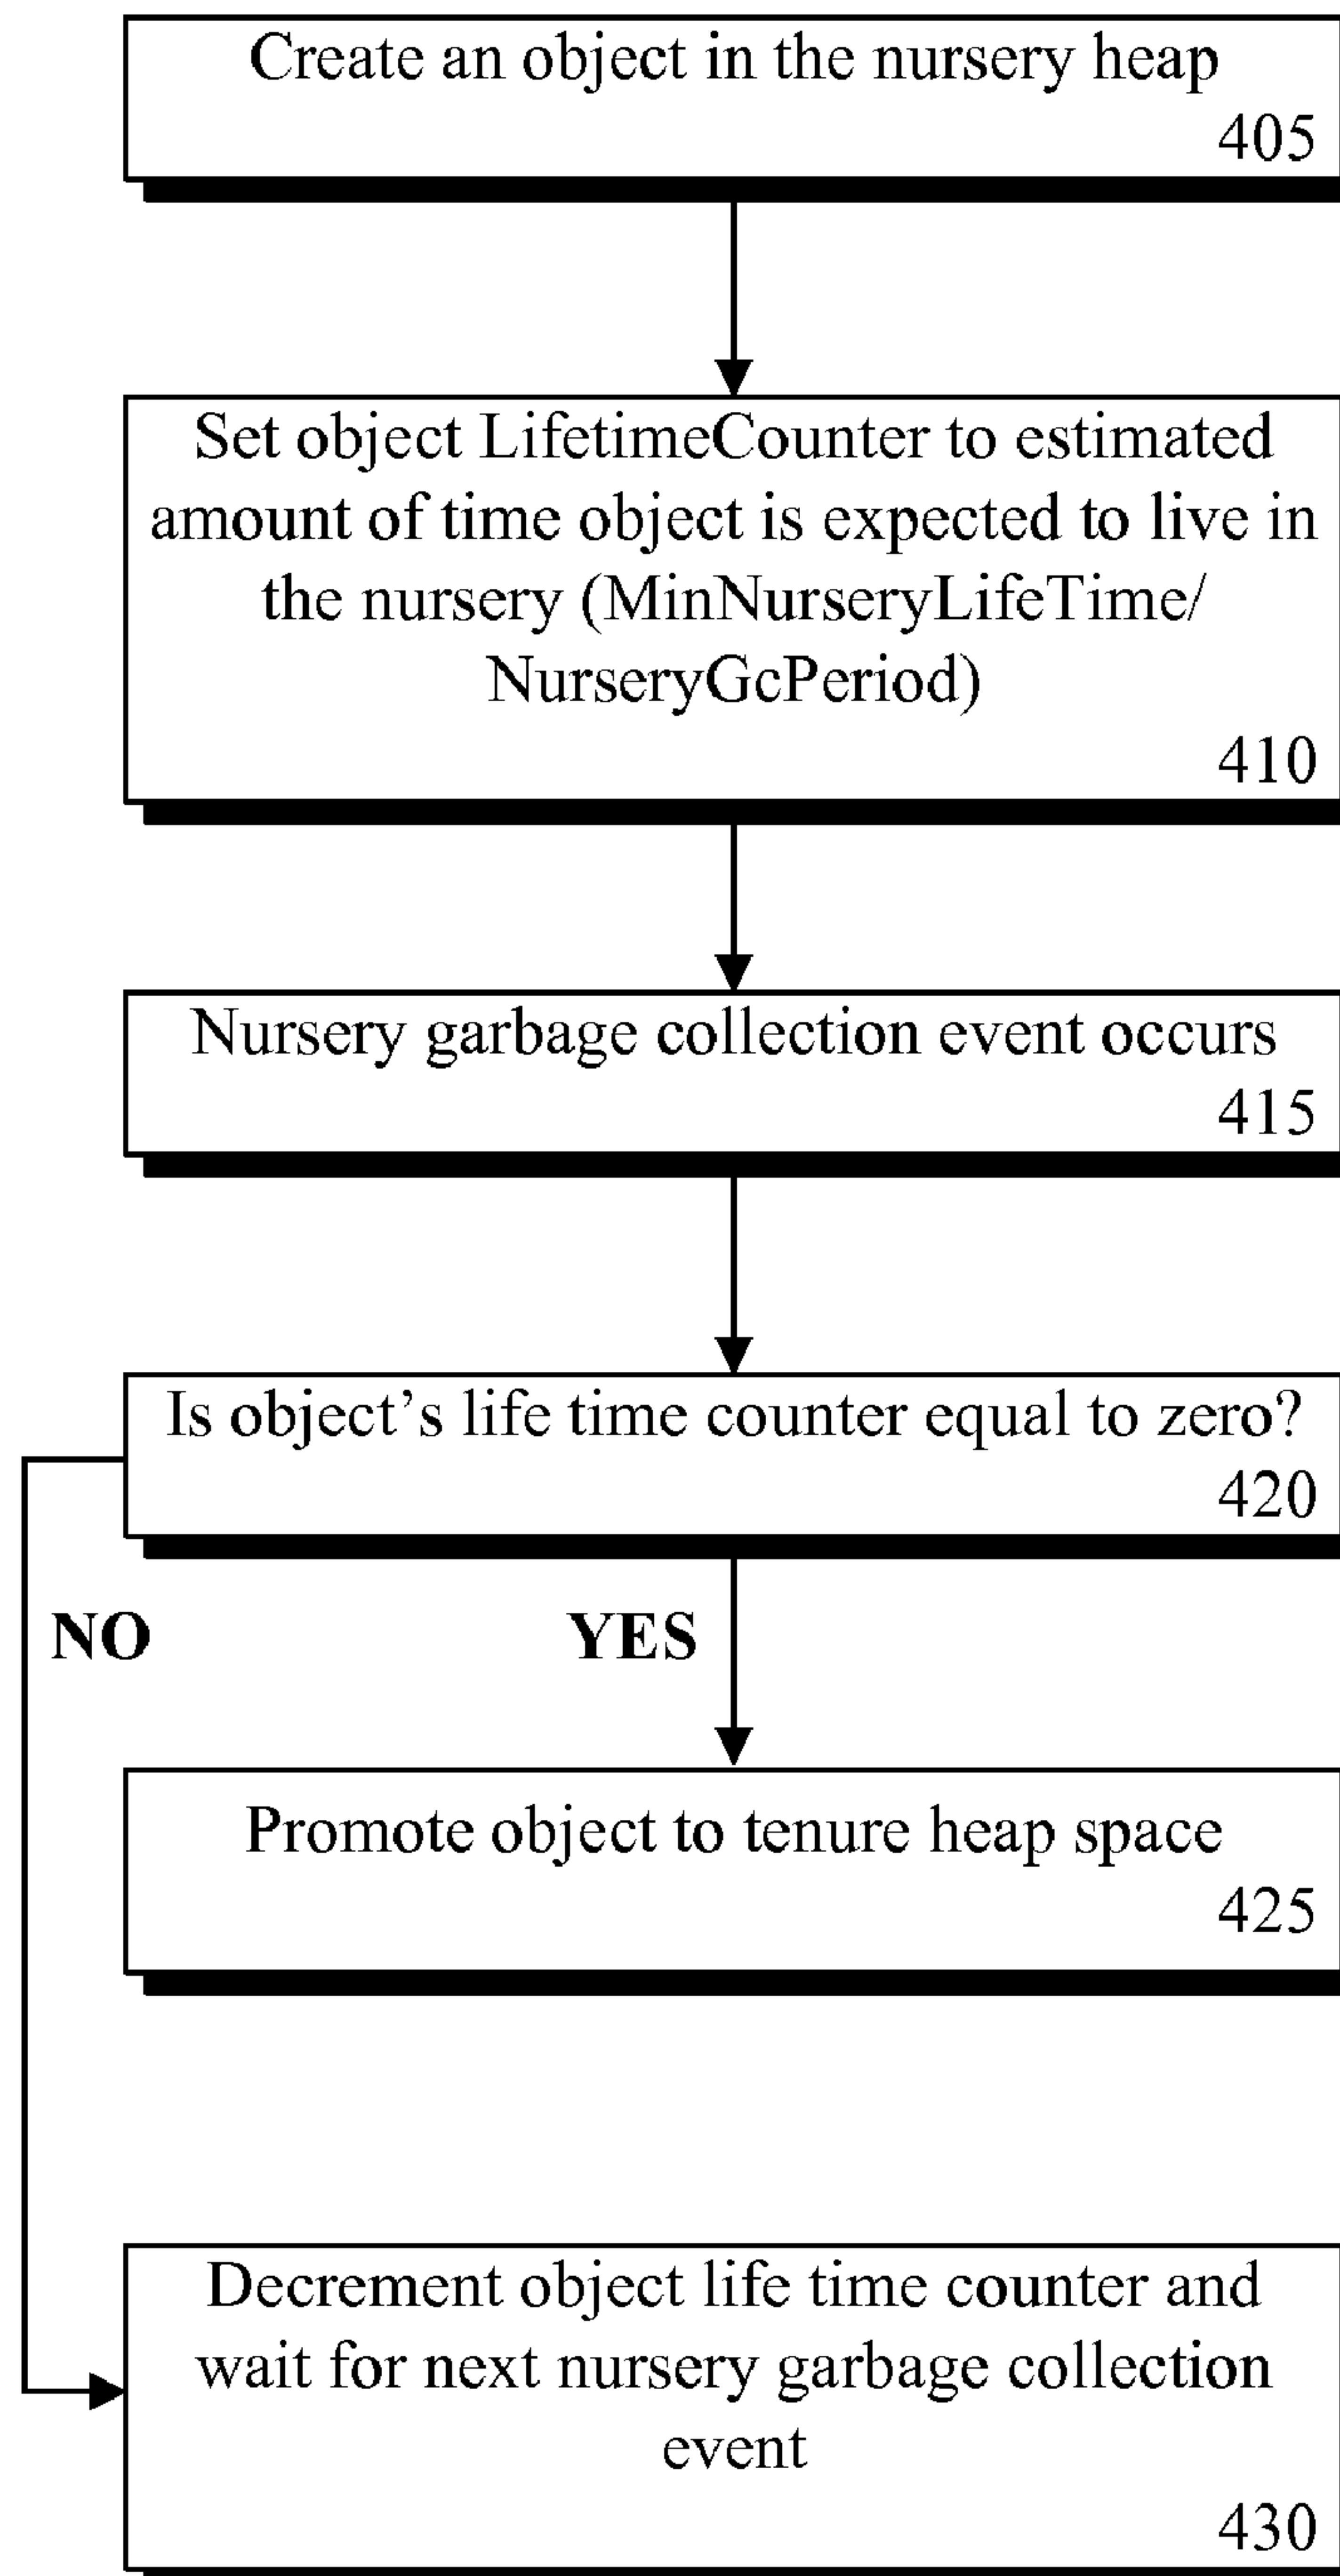 Create an object in the nursery heap
405
Set object LifetimeCounter to estimated
amount of time object is expected to live in
the nursery (MinNurseryLifeTime/
NurseryGcPeriod)
410
Nursery garbage collection event occurs
415
Is object’s life time counter equal to zero?
420
NO
YES
Promote object to tenure heap space
425
Decrement object life time counter and
wait for next nursery garbage collection
event
430